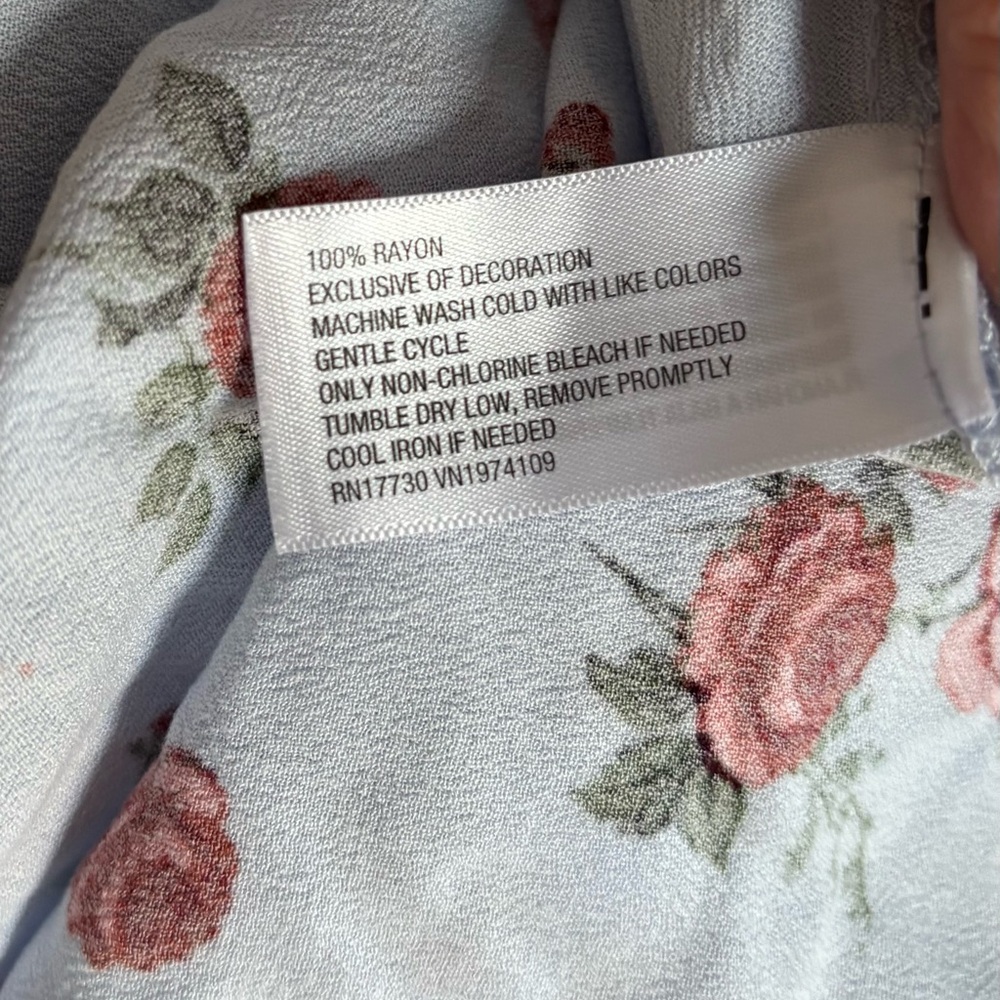 100% RAYON
EXCLUSIVE OF DECORATION
MACHINE WASH COLD WITH LIKE COLORS
GENTLE CYCLE
ONLY NON-CHLORINE BLEACH IF NEEDED
TUMBLE DRY LOW, REMOVE PROMPTLY
COOL IRON IF NEEDED
RN17730 VN1974109